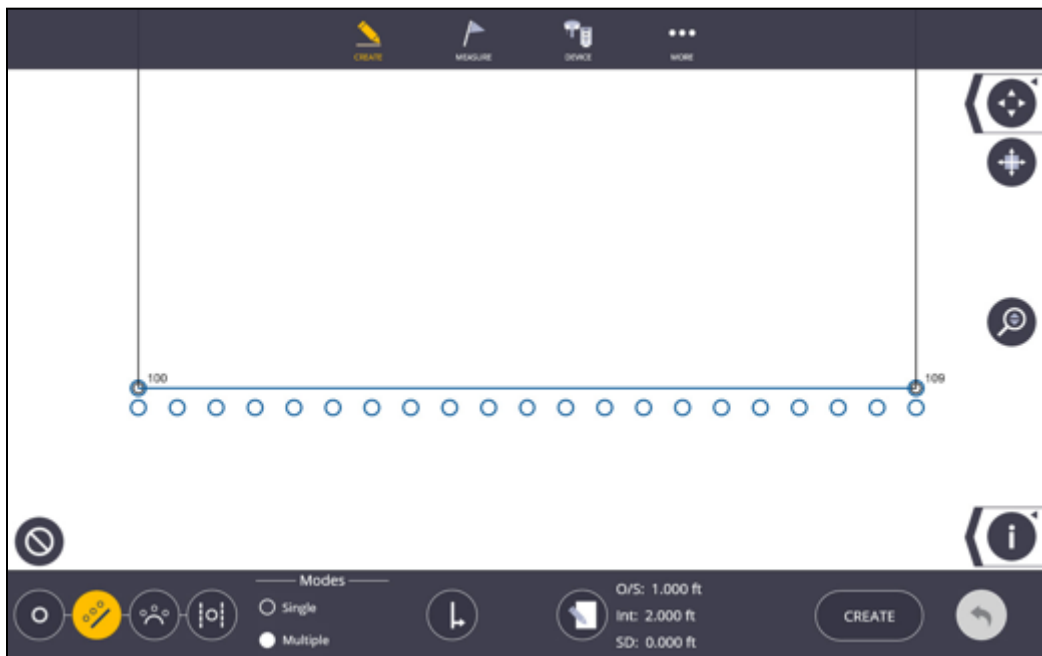 CREATE
MEASURE
DEVICE
MORE
100
109
Modes
Single
Multiple
O/S: 1.000 ft
Int: 2.000 ft
SD: 0.000 ft
CREATE